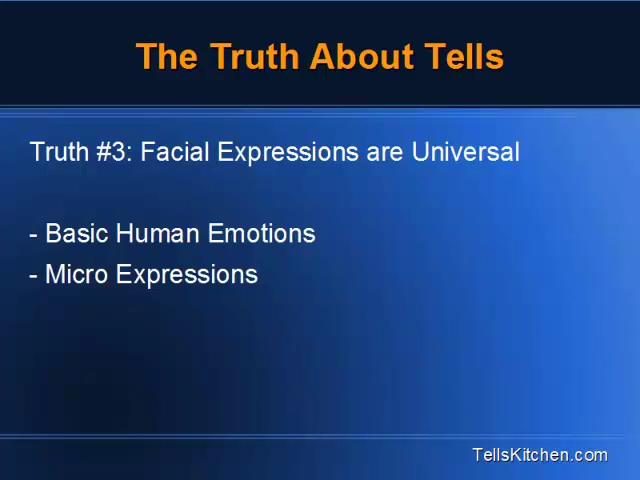 The Truth About Tells
Truth #3: Facial Expressions are Universal
- Basic Human Emotions
- Micro Expressions
TellsKitchen.com